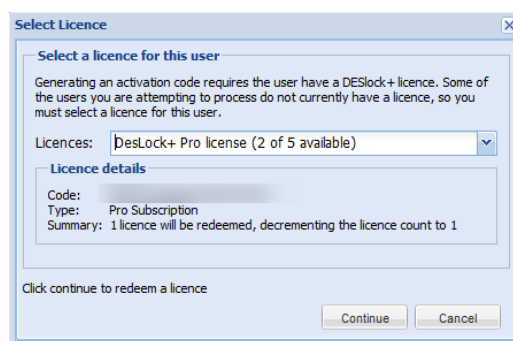 Select Licence
Select a licence for this user
Generating an activation code requires the user have a DESlock+ licence. Some of
the users you are attempting to process do not currently have a licence, so you
must select a licence for this user.
Licences: DesLock+ Pro license (2 of 5 available)
Licence details
Code:
Type: Pro Subscription
Summary: 1 licence will be redeemed, decrementing the licence count to 1
Click continue to redeem a licence
Continue Cancel